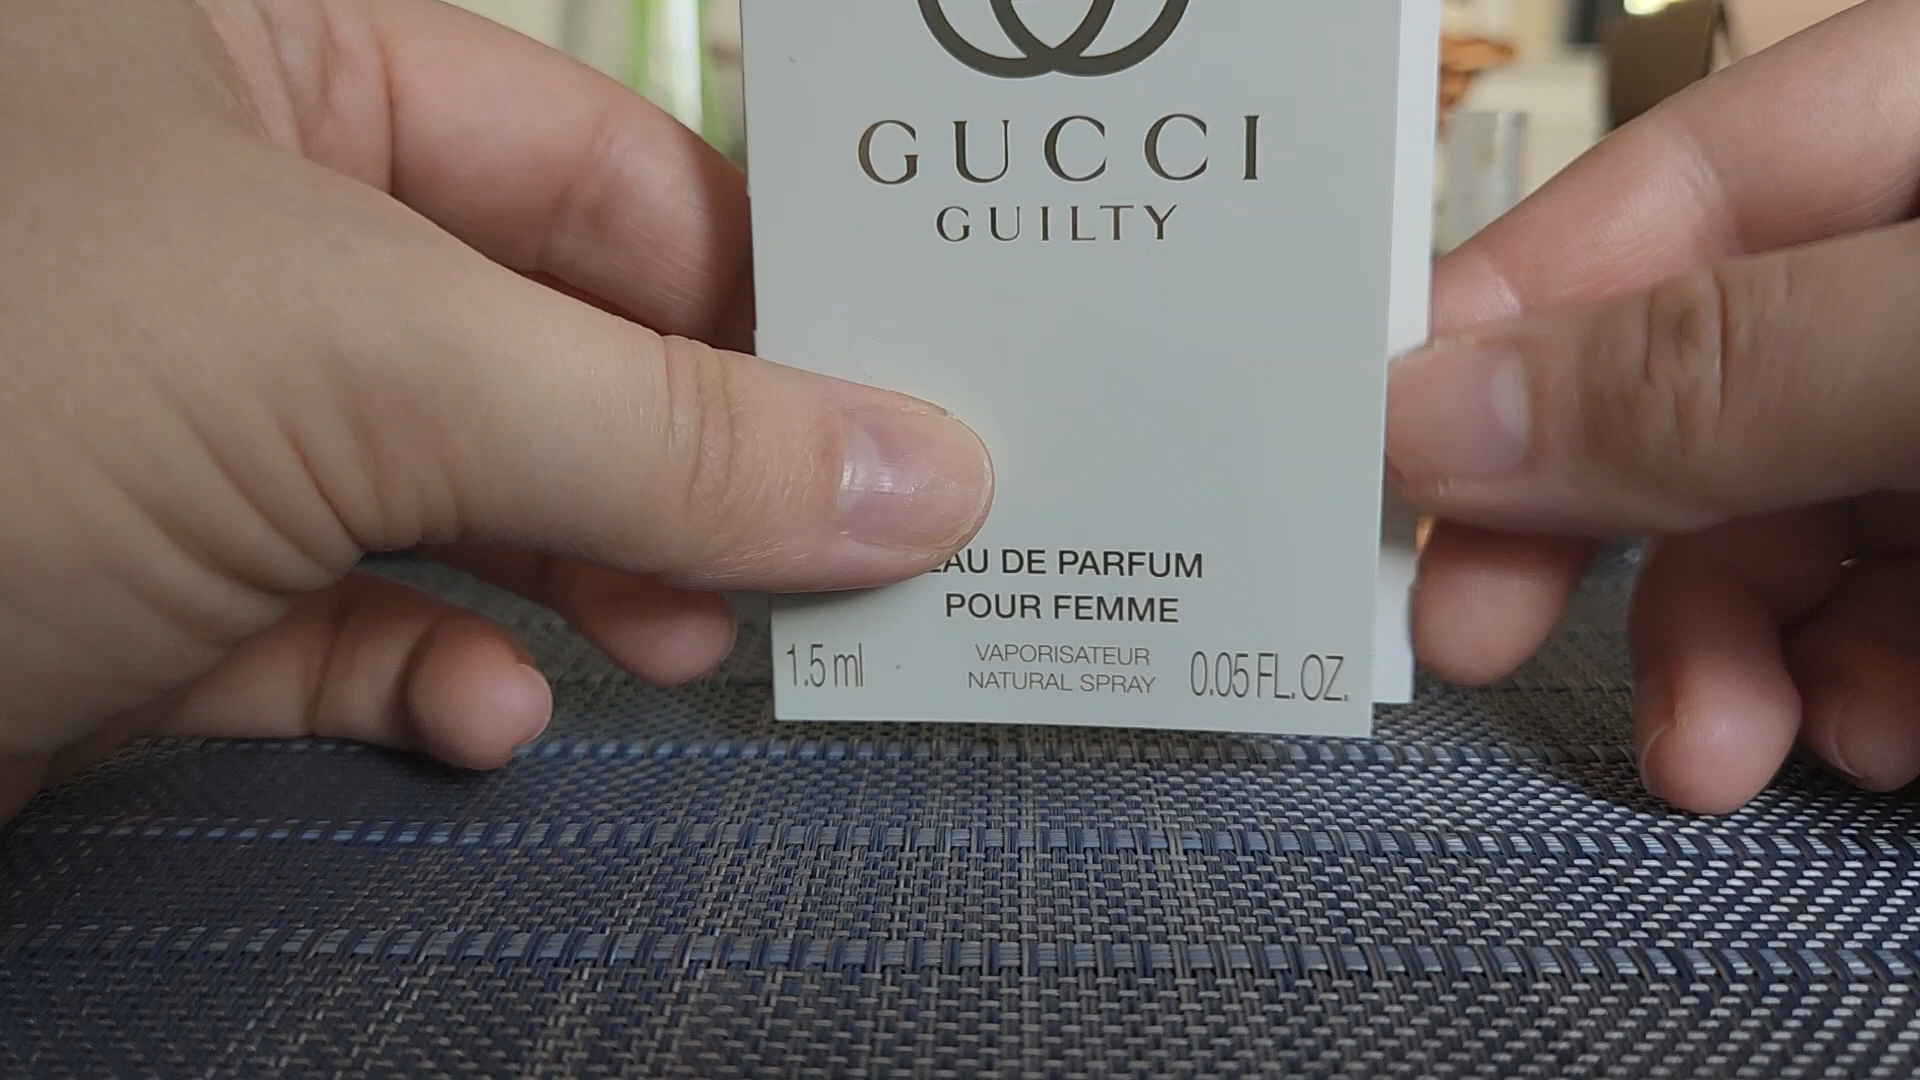 GUCCI
GUILTY
EAU DE PARFUM
POUR FEMME
1.5 ml
VAPORISATEUR
NATURAL SPRAY
0.05 FL. OZ.